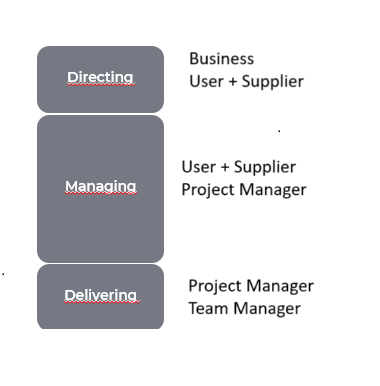 Directing
Business
User + Supplier
Managing
User + Supplier
Project Manager
Delivering
Project Manager
Team Manager